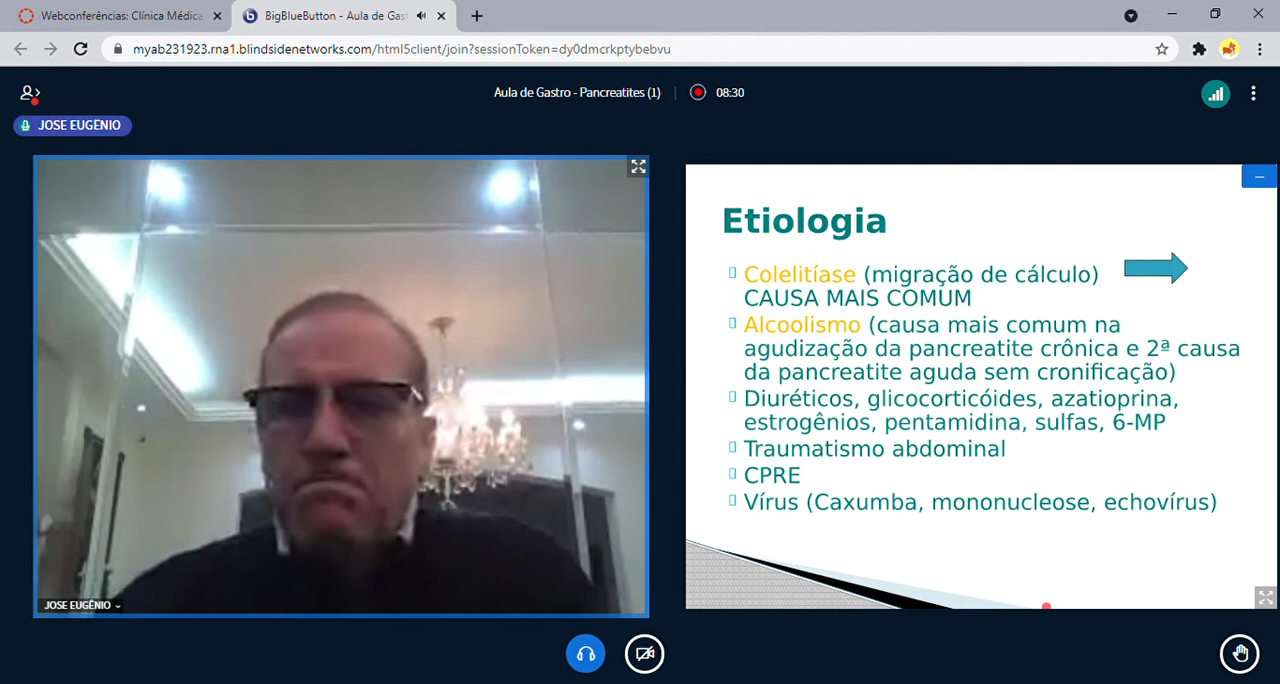 Webconferências: Clínica Médica
BigBlueButton - Aula de Gas
myab231923.rna1.blindsidenetworks.com/html5client/join?sessionToken=dy0dmcrkptybebvu
Aula de Gastro - Pancreatites (1)
08:30
JOSE EUGÊNIO
Etiologia
Colelitíase (migração de cálculo)
CAUSA MAIS COMUM
Alcoolismo (causa mais comum na
agudização da pancreatite crônica e 2ª causa
da pancreatite aguda sem cronificação)
Diuréticos, glicocorticóides, azatioprina,
estrogênios, pentamidina, sulfas, 6-MP
Traumatismo abdominal
CPRE
Vírus (Caxumba, mononucleose, echovírus)
JOSE EUGÊNIO